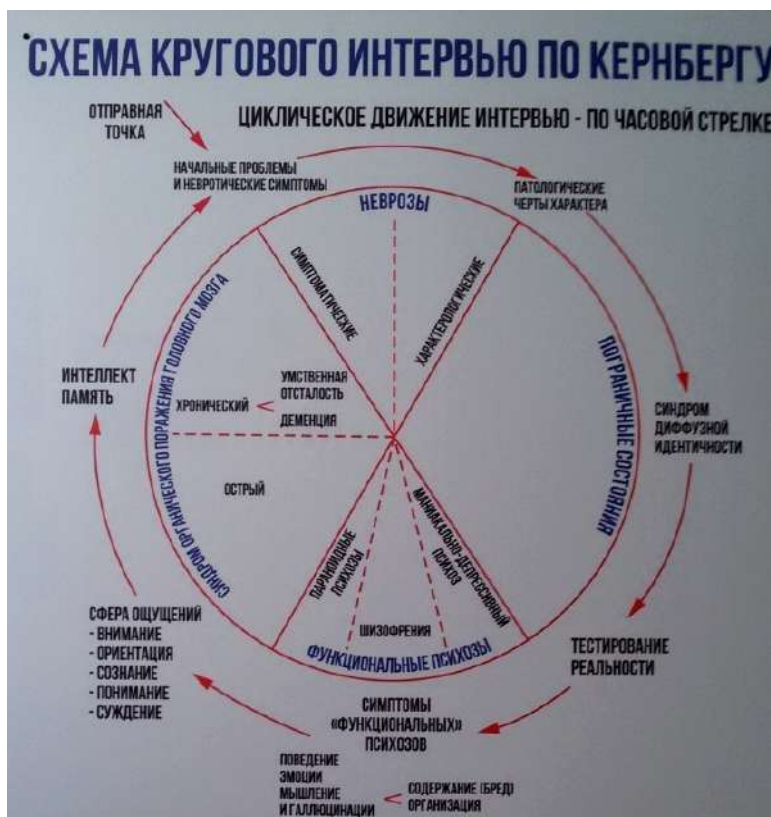 СХЕМА КРУГОВОГО ИНТЕРВЬЮ ПО КЕРНБЕРГУ
ОТПРАВНАЯ
ТОЧКА
ЦИКЛИЧЕСКОЕ ДВИЖЕНИЕ ИНТЕРВЬЮ - ПО ЧАСОВОЙ СТРЕЛКЕ
НАЧАЛЬНЫЕ ПРОБЛЕМЫ
И НЕВРОТИЧЕСКИЕ СИМПТОМЫ
ПАТОЛОГИЧЕСКИЕ
ЧЕРТЫ ХАРАКТЕРА
НЕВРОЗЫ
СИМПТОМАТИЧЕСКИЕ
ХАРАКТЕРОЛОГИЧЕСКИЕ
СИНДРОМ ОРГАНИЧЕСКОГО ПОРАЖЕНИЯ ГОЛОВНОГО МОЗГА
ПОГРАНИЧНЫЕ СОСТОЯНИЯ
ИНТЕЛЛЕКТ
ПАМЯТЬ
ХРОНИЧЕСКИЙ <
УМСТВЕННАЯ
ОТСТАЛОСТЬ
ДЕМЕНЦИЯ
СИНДРОМ
ДИФФУЗНОЙ
ИДЕНТИЧНОСТИ
ОСТРЫЙ
ПАРАНОИДНЫЕ
ПСИХОЗЫ
ШИЗОФРЕНИЯ
МАНИАКАЛЬНО-ДЕПРЕССИВНЫЙ
ПСИХОЗ
ФУНКЦИОНАЛЬНЫЕ ПСИХОЗЫ
СФЕРА ОЩУЩЕНИЙ
- ВНИМАНИЕ
- ОРИЕНТАЦИЯ
- СОЗНАНИЕ
- ПОНИМАНИЕ
- СУЖДЕНИЕ
ТЕСТИРОВАНИЕ
РЕАЛЬНОСТИ
СИМПТОМЫ
«ФУНКЦИОНАЛЬНЫХ»
ПСИХОЗОВ
ПОВЕДЕНИЕ
ЭМОЦИИ
МЫШЛЕНИЕ
И ГАЛЛЮЦИНАЦИИ <
СОДЕРЖАНИЕ (БРЕД)
ОРГАНИЗАЦИЯ